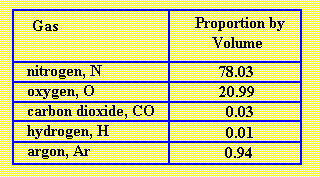 Gas
Proportion by
Volume
nitrogen, N
78.03
oxygen, O
20.99
carbon dioxide, CO
0.03
hydrogen, H
0.01
argon, Ar
0.94